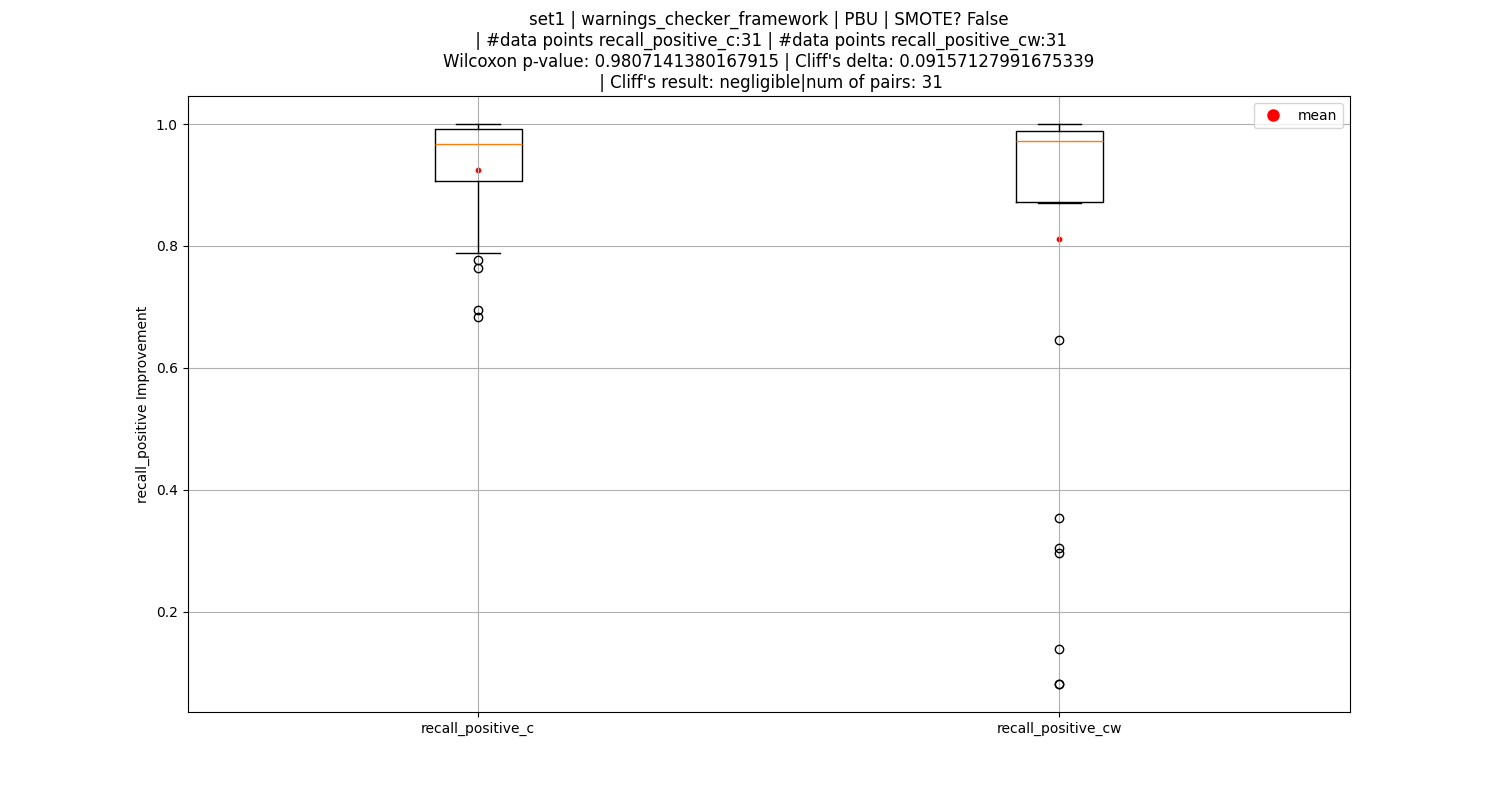 set1 | warnings_checker_framework | PBU | SMOTE? False
| #data points recall_positive_c:31 | #data points recall_positive_cw:31
Wilcoxon p-value: 0.9807141380167915 | Cliff's delta: 0.09157127991675339
| Cliff's result: negligible|num of pairs: 31
mean
1.0
0.8
0.6
0.4
0.2
recall_positive Improvement
recall_positive_c
recall_positive_cw